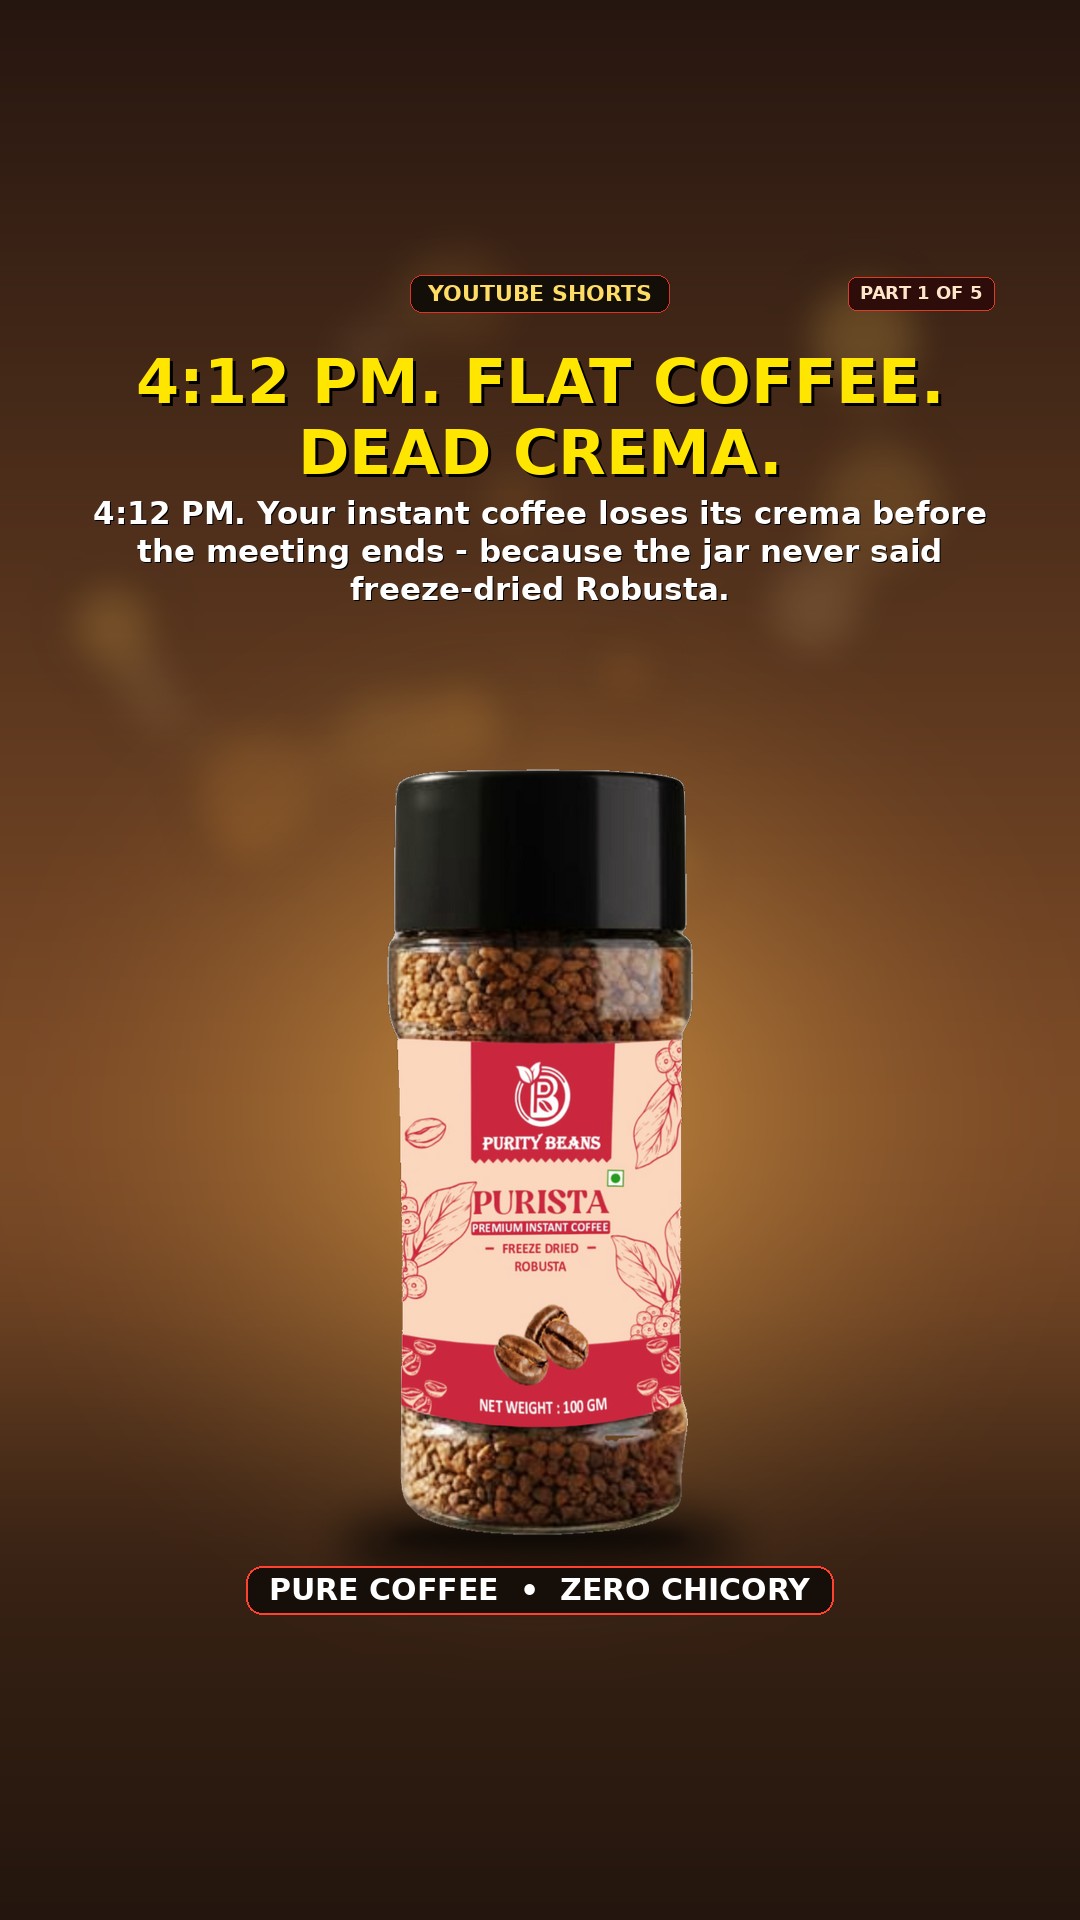 YOUTUBE SHORTS
PART 1 OF 5
4:12 PM. FLAT COFFEE.
DEAD CREMA.
4:12 PM. Your instant coffee loses its crema before
the meeting ends - because the jar never said
freeze-dried Robusta.
PURITY BEANS
PURISTA
PREMIUM INSTANT COFFEE
– FREEZE DRIED –
ROBUSTA
NET WEIGHT : 100 GM
PURE COFFEE • ZERO CHICORY